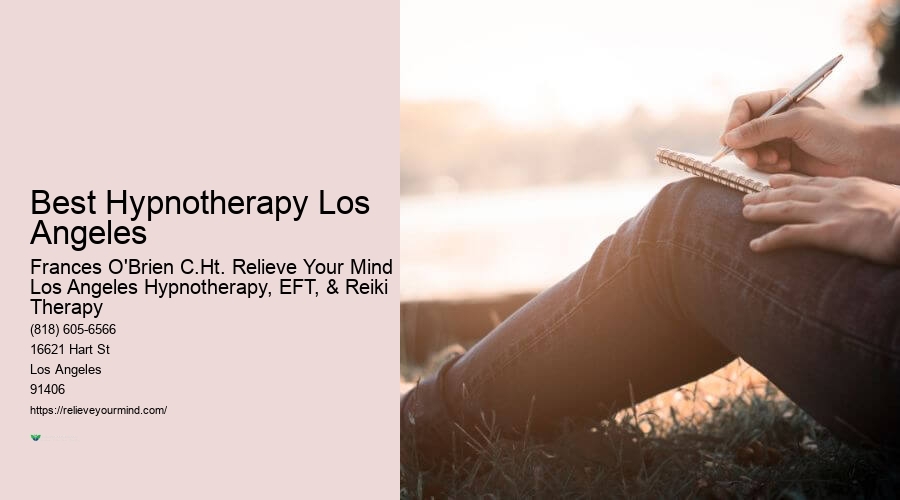 Best Hypnotherapy Los
Angeles
Frances O'Brien C.Ht. Relieve Your Mind
Los Angeles Hypnotherapy, EFT, & Reiki
Therapy
(818) 605-6566
16621 Hart St
Los Angeles
91406
https://relieveyourmind.com/